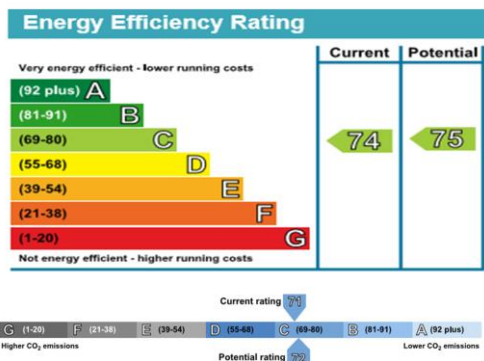 Energy Efficiency Rating
Current Potential
Very energy efficient - lower running costs
(92 plus) A
(81-91) B
(69-80) C 74 75
(55-68) D
(39-54) E
(21-38) F
(1-20) G
Not energy efficient - higher running costs
Current rating 71
G (1-20) F (21-38) E (39-54) D (55-68) C (69-80) B (81-91) A (92 plus)
Higher CO₂ emissions Lower CO₂ emissions
Potential rating 72